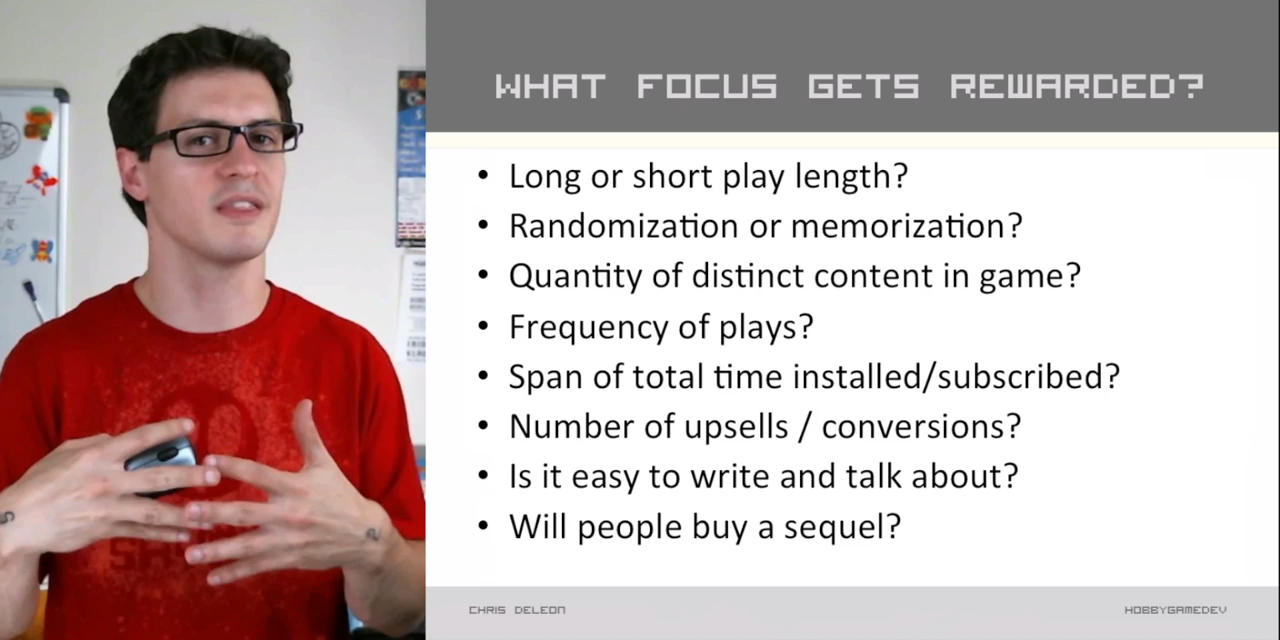 WHAT FOCUS GETS REWARDED?
• Long or short play length?
• Randomization or memorization?
• Quantity of distinct content in game?
• Frequency of plays?
• Span of total time installed/subscribed?
• Number of upsells / conversions?
• Is it easy to write and talk about?
• Will people buy a sequel?
CHRIS DELEON
HOBBYGAMEDEV